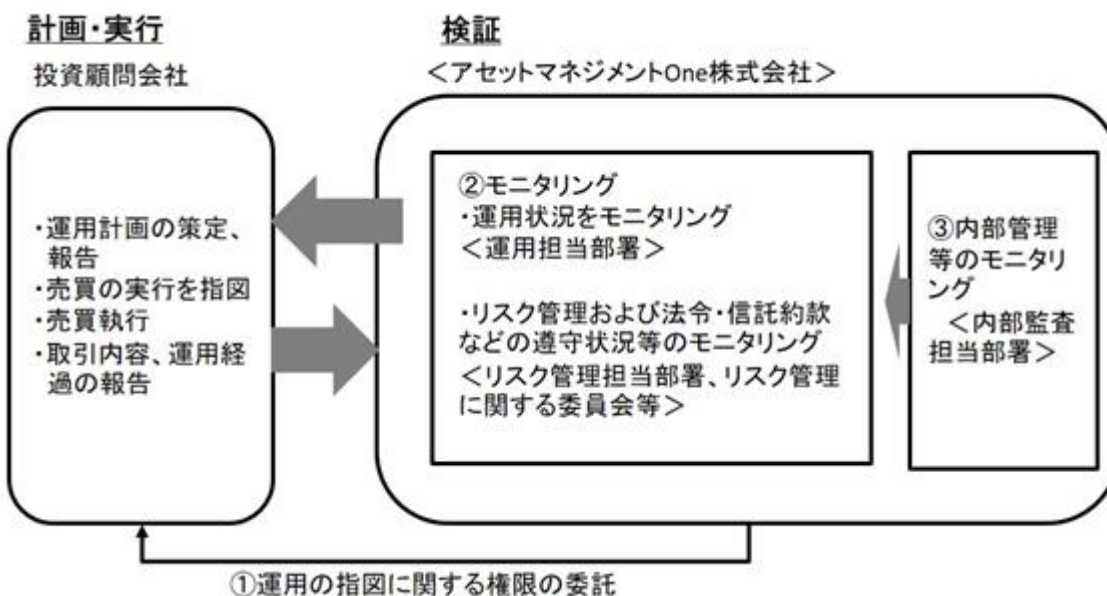 計画・実行
投資顧問会社
・運用計画の策定、
報告
・売買の実行を指図
・売買執行
・取引内容、運用経
過の報告
検証
＜アセットマネジメントOne株式会社＞
②モニタリング
・運用状況をモニタリング
＜運用担当部署＞
・リスク管理および法令・信託約款
などの遵守状況等のモニタリング
＜リスク管理担当部署、リスク管理
に関する委員会等＞
③内部管理
等のモニタリ
ング
＜内部監査
担当部署＞
①運用の指図に関する権限の委託